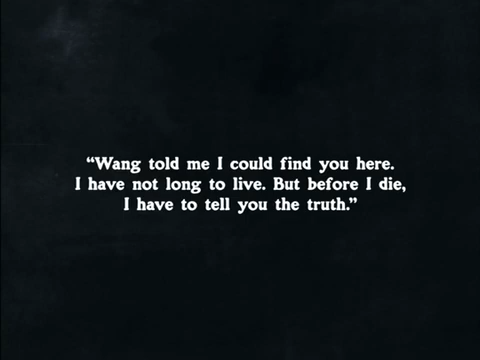 “Wang told me I could find you here.
I have not long to live. But before I die,
I have to tell you the truth.”